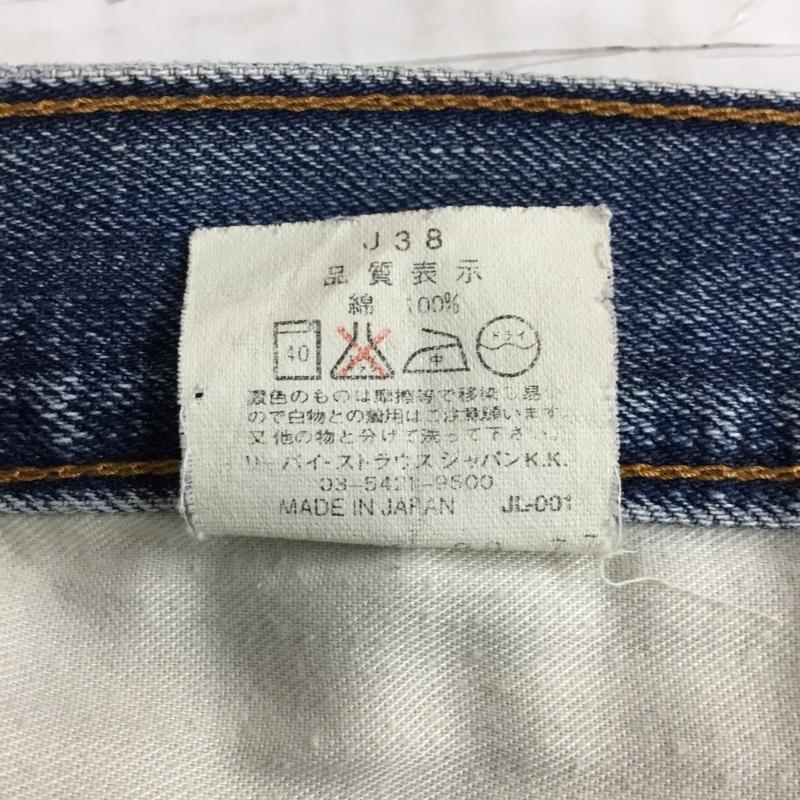 J38
品質表示
綿 100%
40 中 ドライ
濃色のものは摩擦等で移染し易い
ので白物との着用はご注意願います。
又他の物と分けて洗って下さい。
リーバイ・ストラウスジャパンK.K.
03-5421-9500
MADE IN JAPAN JL-001